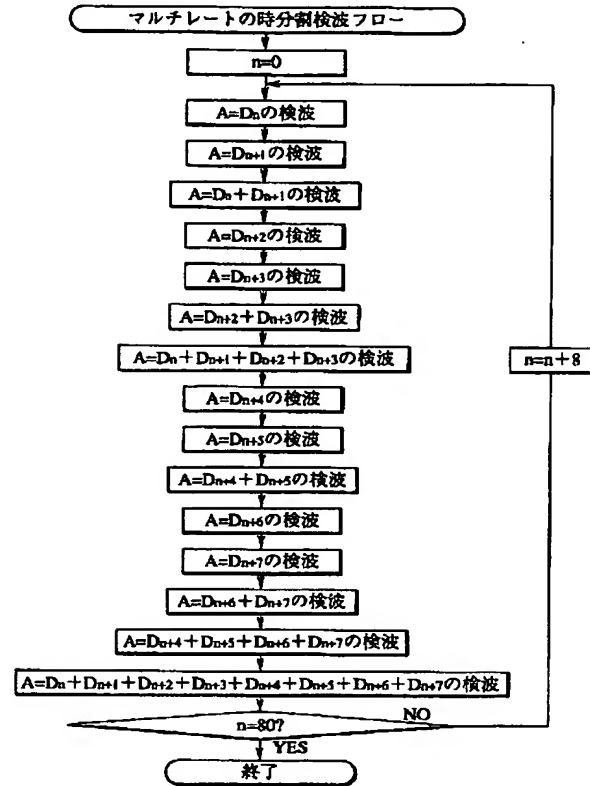 マルチレートの時分割検波フロー
n=0
A=Dnの検波
A=Dn+1の検波
A=Dn+Dn+1の検波
A=Dn+2の検波
A=Dn+3の検波
A=Dn+2+Dn+3の検波
A=Dn+Dn+1+Dn+2+Dn+3の検波
n=n+8
A=Dn+4の検波
A=Dn+5の検波
A=Dn+4+Dn+5の検波
A=Dn+6の検波
A=Dn+7の検波
A=Dn+6+Dn+7の検波
A=Dn+4+Dn+5+Dn+6+Dn+7の検波
A=Dn+Dn+1+Dn+2+Dn+3+Dn+4+Dn+5+Dn+6+Dn+7の検波
NO
n=80?
YES
終了